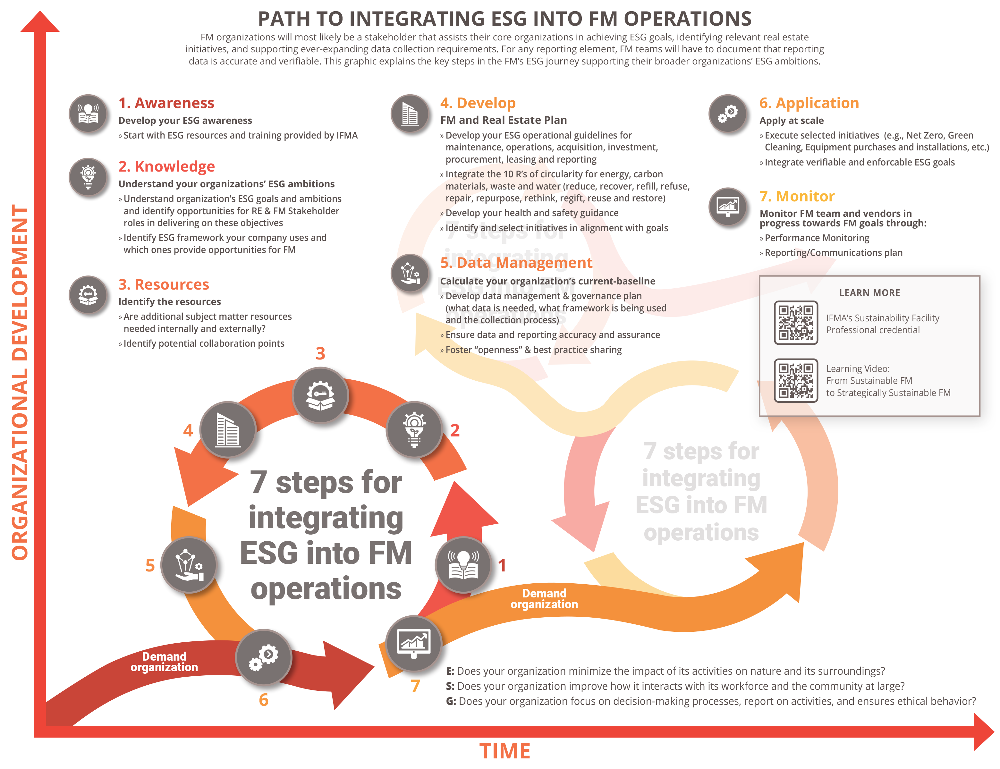 PATH TO INTEGRATING ESG INTO FM OPERATIONS
FM organizations will most likely be a stakeholder that assists their core organizations in achieving ESG goals, identifying relevant real estate
initiatives, and supporting ever-expanding data collection requirements. For any reporting element, FM teams will have to document that reporting
data is accurate and verifiable. This graphic explains the key steps in the FM's ESG journey supporting their broader organizations' ESG ambitions.
ORGANIZATIONAL DEVELOPMENT
1. Awareness
Develop your ESG awareness
» Start with ESG resources and training provided by IFMA
2. Knowledge
Understand your organizations' ESG ambitions
» Understand organization's ESG goals and ambitions
and identify opportunities for RE & FM Stakeholder
roles in delivering on these objectives
» Identify ESG framework your company uses and
which ones provide opportunities for FM
3. Resources
Identify the resources
» Are additional subject matter resources
needed internally and externally?
» Identify potential collaboration points
4. Develop
FM and Real Estate Plan
» Develop your ESG operational guidelines for
maintenance, operations, acquisition, investment,
procurement, leasing and reporting
» Integrate the 10 R's of circularity for energy, carbon
materials, waste and water (reduce, recover, refill, refuse,
repair, repurpose, rethink, regift, reuse and restore)
» Develop your health and safety guidance
» Identify and select initiatives in alignment with goals
5. Data Management
Calculate your organization's current-baseline
» Develop data management & governance plan
(what data is needed, what framework is being used
and the collection process)
» Ensure data and reporting accuracy and assurance
» Foster "openness" & best practice sharing
7 steps for
integrating
ESG into FM
operations
6. Application
Apply at scale
» Execute selected initiatives (e.g., Net Zero, Green
Cleaning, Equipment purchases and installations, etc.)
» Integrate verifiable and enforcable ESG goals
7. Monitor
Monitor FM team and vendors in
progress towards FM goals through:
» Performance Monitoring
» Reporting/Communications plan
LEARN MORE
IFMA's Sustainability Facility
Professional credential
Learning Video:
From Sustainable FM
to Strategically Sustainable FM
3
4
2
5
1
6
7
7 steps for
integrating
ESG into FM
operations
7 steps for
integrating
ESG into FM
operations
Demand
organization
Demand
organization
E: Does your organization minimize the impact of its activities on nature and its surroundings?
S: Does your organization improve how it interacts with its workforce and the community at large?
G: Does your organization focus on decision-making processes, report on activities, and ensures ethical behavior?
TIME